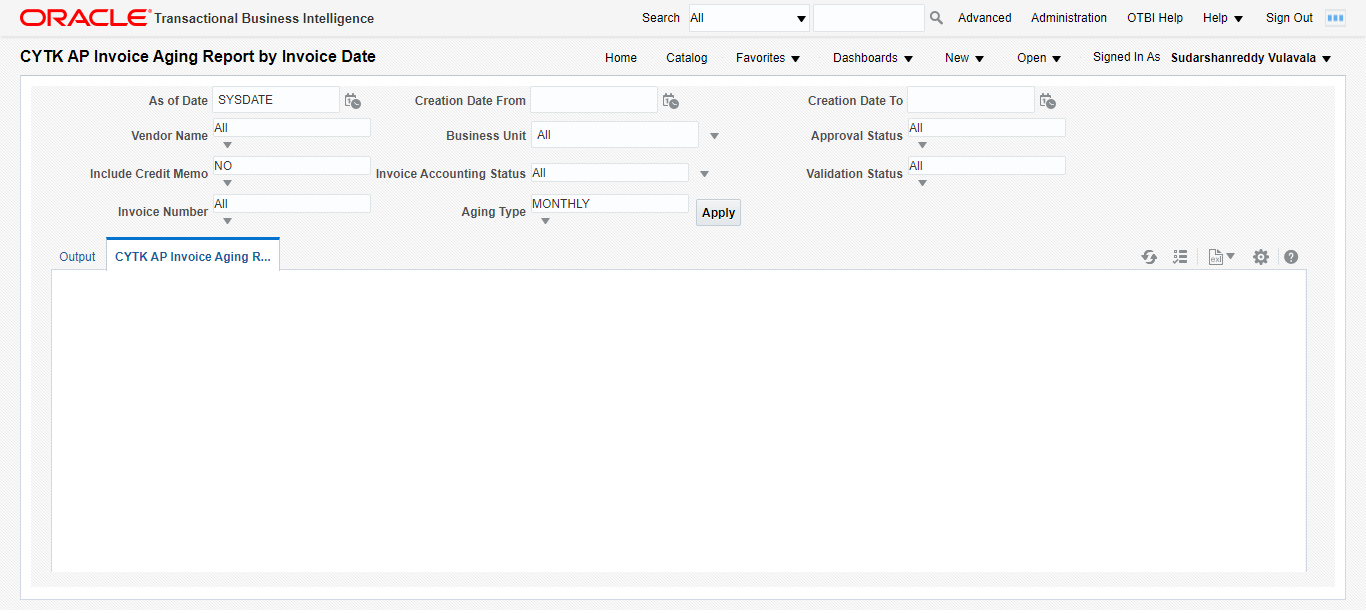 ORACLE Transactional Business Intelligence Search All Advanced Administration OTBI Help Help Sign Out
CYTK AP Invoice Aging Report by Invoice Date Home Catalog Favorites Dashboards New Open Signed In As Sudarshanreddy Vulavala
As of Date SYSDATE Creation Date From Creation Date To
Vendor Name All Business Unit All Approval Status All
Include Credit Memo NO Invoice Accounting Status All Validation Status All
Invoice Number All Aging Type MONTHLY Apply
Output CYTK AP Invoice Aging R...